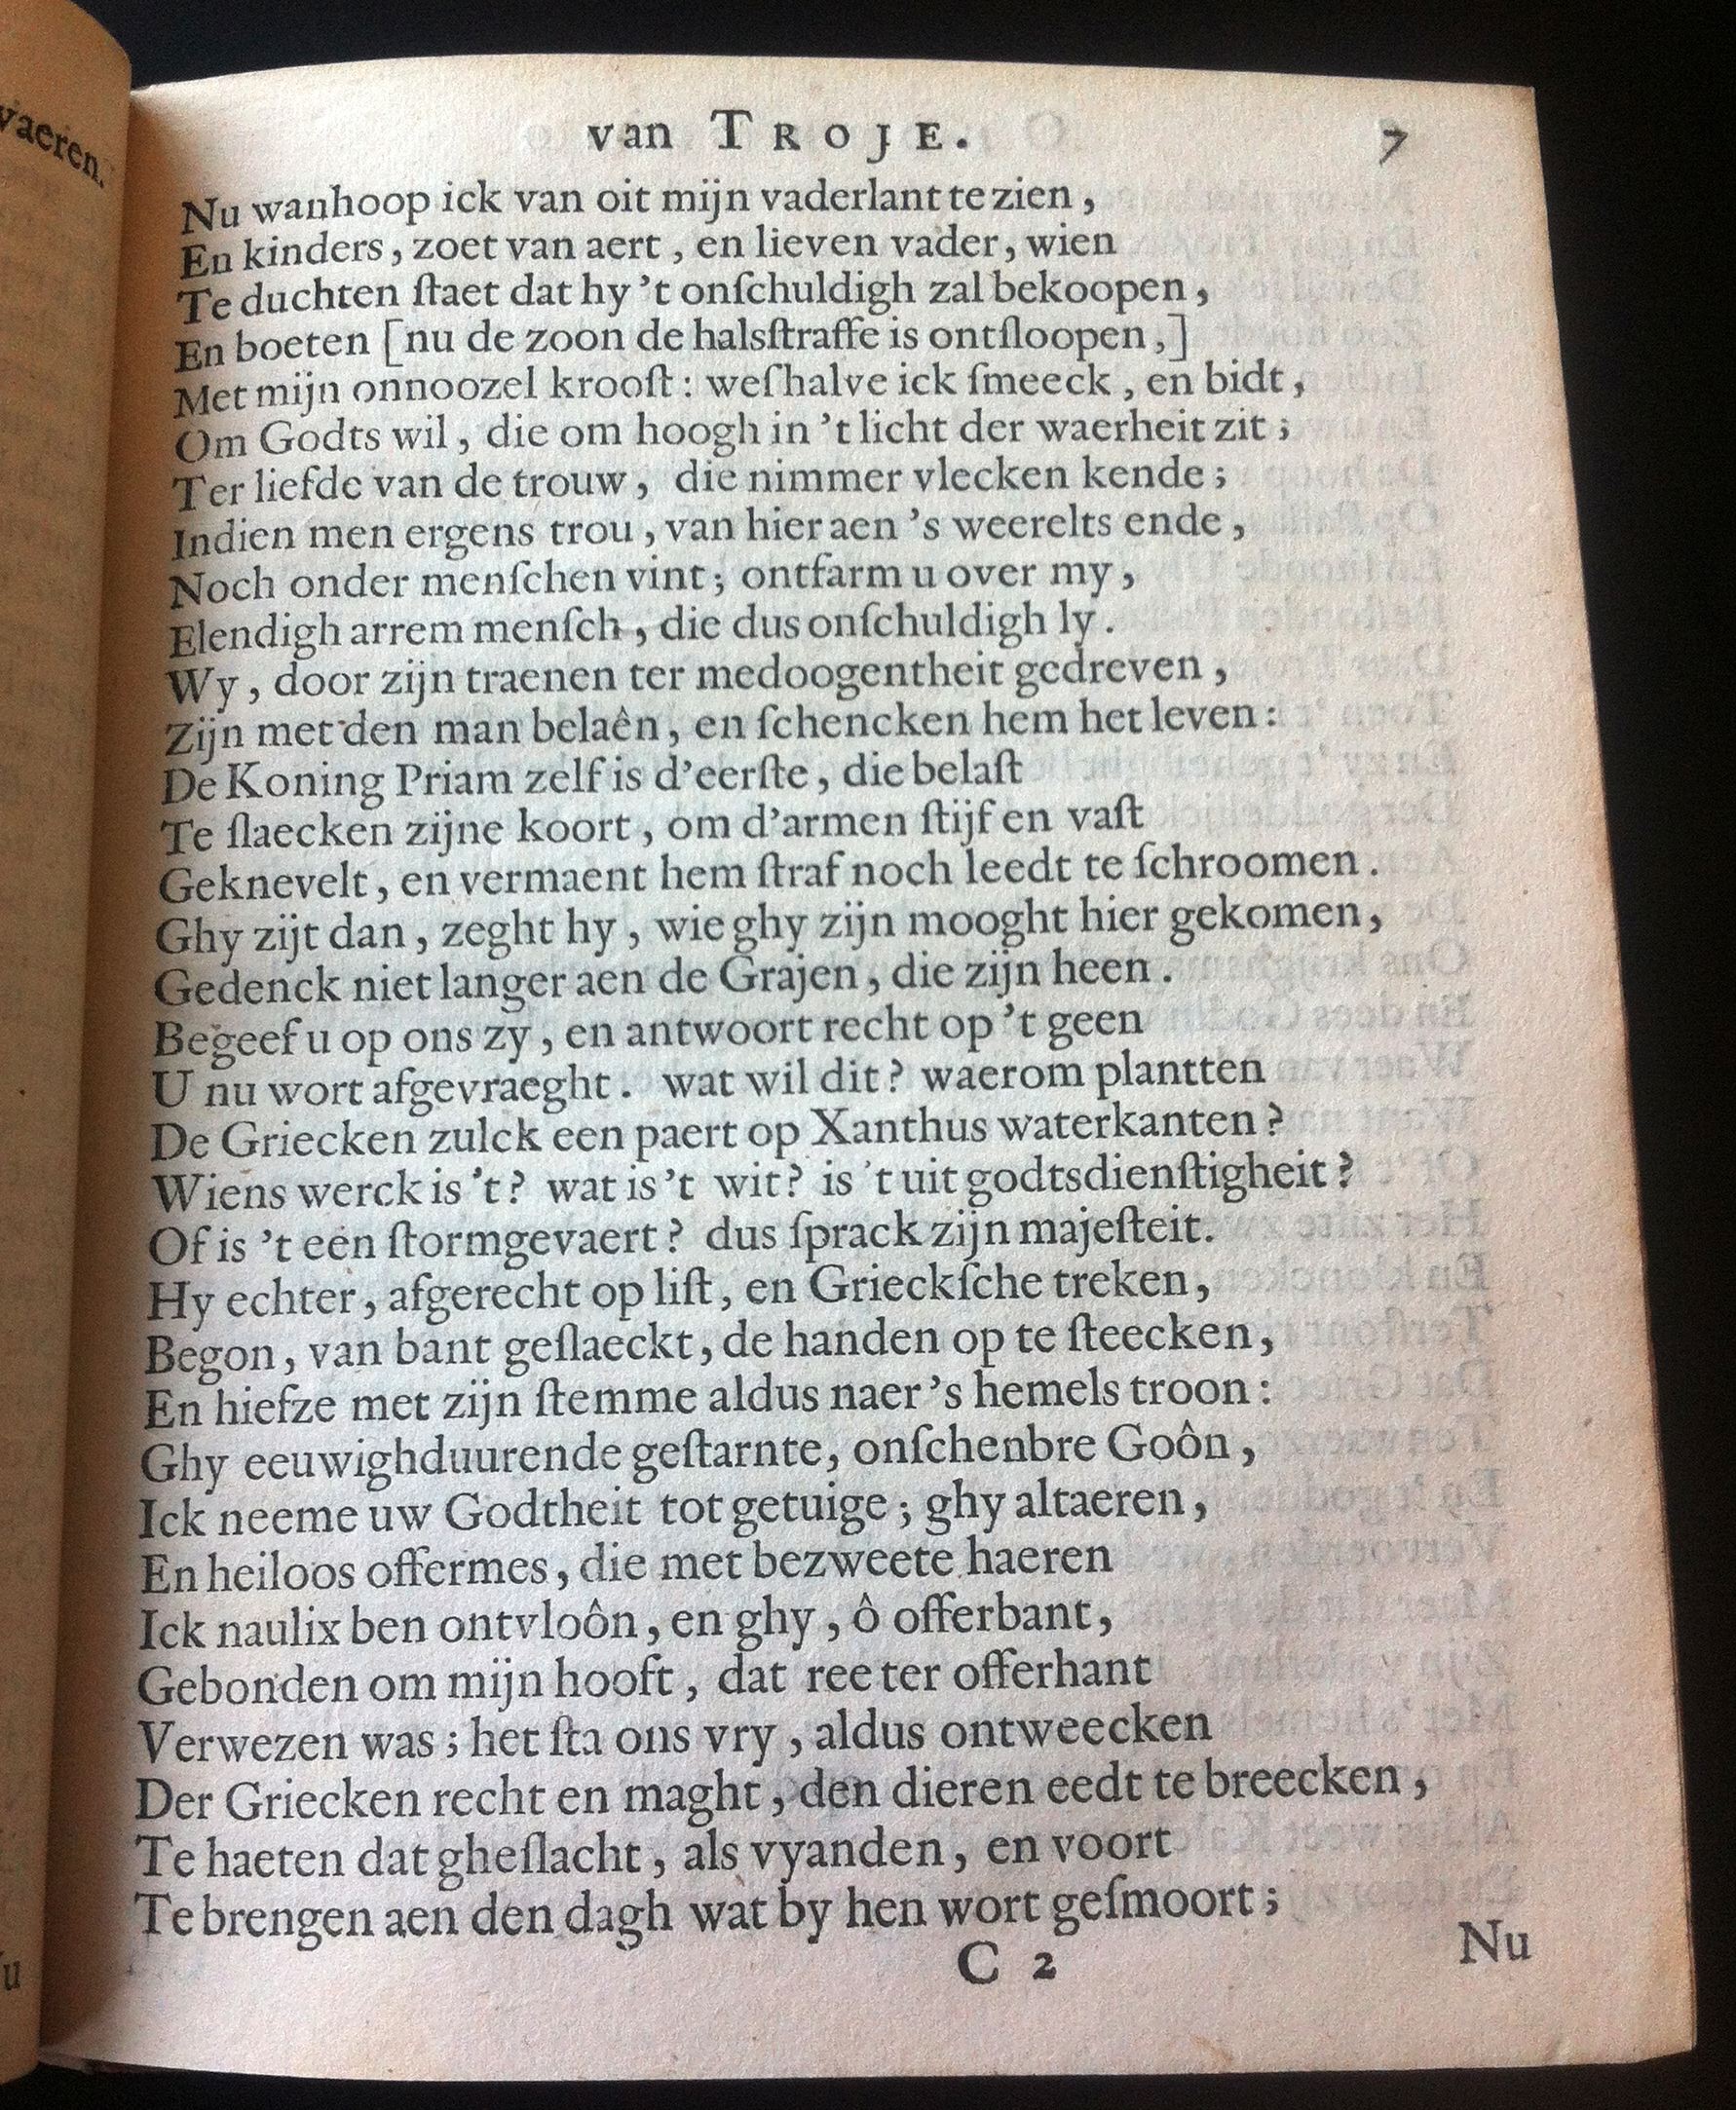 vaeren.
van TROJE. 7
Nu wanhoop ick van oit mijn vaderlant te zien,
En kinders, zoet van aert, en lieven vader, wien
Te duchten ſtaet dat hy 't onſchuldigh zal bekoopen,
En boeten [nu de zoon de halsſtraffe is ontſloopen,]
Met mijn onnoozel krooſt: weſhalve ick ſmeeck, en bidt,
Om Godts wil, die om hoogh in 't licht der waerheit zit;
Ter liefde van de trouw, die nimmer vlecken kende;
Indien men ergens trou, van hier aen 's weerelts ende,
Noch onder menſchen vint; ontfarm u over my,
Elendigh arrem menſch, die dus onſchuldigh ly.
Wy, door zijn traenen ter medoogentheit gedreven,
Zijn met den man belaên, en ſchencken hem het leven:
De Koning Priam zelf is d'eerſte, die belaſt
Te ſlaecken zijne koort, om d'armen ſtijf en vaſt
Geknevelt, en vermaent hem ſtraf noch leedt te ſchroomen.
Ghy zijt dan, zeght hy, wie ghy zijn mooght hier gekomen,
Gedenck niet langer aen de Grajen, die zijn heen.
Begeef u op ons zy, en antwoort recht op 't geen
U nu wort afgevraeght. wat wil dit? waerom plantten
De Griecken zulck een paert op Xanthus waterkanten?
Wiens werck is 't? wat is 't wit? is 't uit godtsdienſtigheit?
Of is 't een ſtormgevaert? dus ſprack zijn majeſteit.
Hy echter, afgerecht op liſt, en Grieckſche treken,
Begon, van bant geſlaeckt, de handen op te ſteecken,
En hiefze met zijn ſtemme aldus naer 's hemels troon:
Ghy eeuwighduurende geſtarnte, onſchenbre Goôn,
Ick neeme uw Godtheit tot getuige; ghy altaeren,
En heiloos offermes, die met bezweete haeren
Ick naulix ben ontvloôn, en ghy, ô offerbant,
Gebonden om mijn hooft, dat ree ter offerhant
Verwezen was; het ſta ons vry, aldus ontweecken
Der Griecken recht en maght, den dieren eedt te breecken,
Te haeten dat gheſlacht, als vyanden, en voort
Te brengen aen den dagh wat by hen wort geſmoort;
C 2 Nu